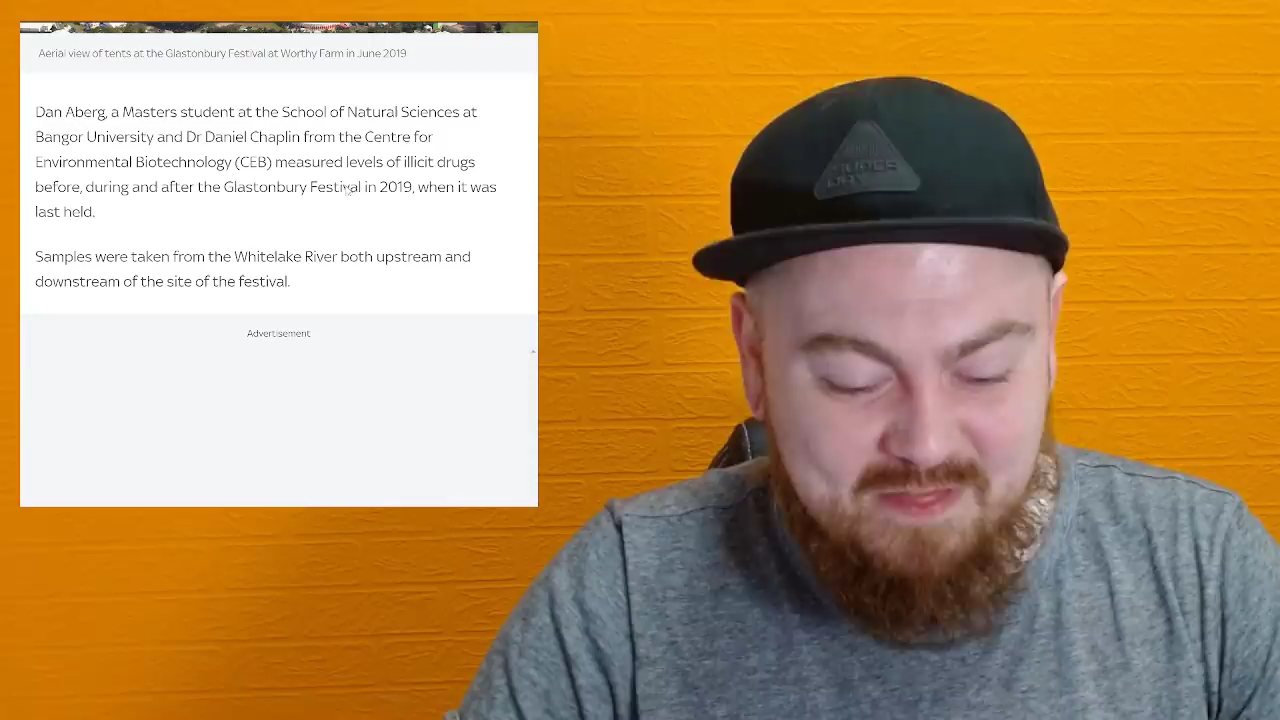 Aerial view of tents at the Glastonbury Festival at Worthy Farm in June 2019
Dan Aberg, a Masters student at the School of Natural Sciences at
Bangor University and Dr Daniel Chaplin from the Centre for
Environmental Biotechnology (CEB) measured levels of illicit drugs
before, during and after the Glastonbury Festival in 2019, when it was
last held.
Samples were taken from the Whitelake River both upstream and
downstream of the site of the festival.
Advertisement